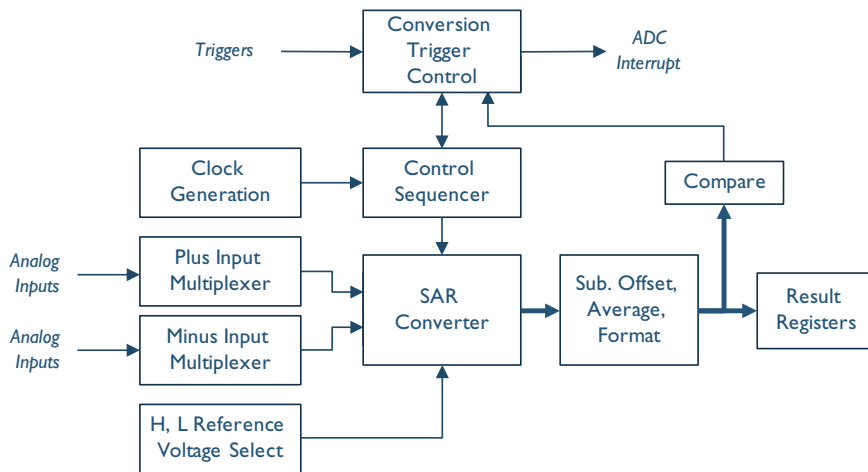 Triggers
Conversion
Trigger
Control
ADC
Interrupt
Clock
Generation
Control
Sequencer
Compare
Analog
Inputs
Plus Input
Multiplexer
SAR
Converter
Sub. Offset,
Average,
Format
Result
Registers
Analog
Inputs
Minus Input
Multiplexer
H, L Reference
Voltage Select